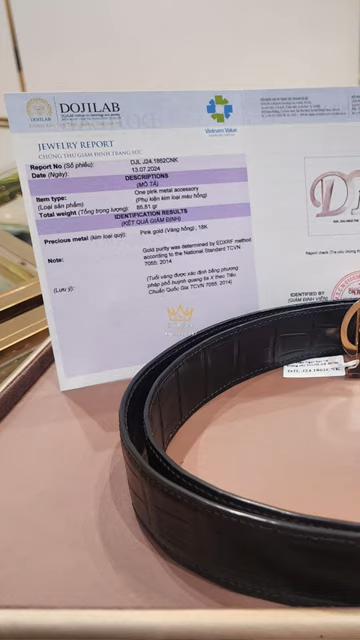 DOJILAB
DOJILAB
Vietnam Value
JEWELRY REPORT
CHỨNG THƯ GIÁM ĐỊNH TRANG SỨC
Report No (Số phiếu): DJL J24.1862CNK
Date (Ngày): 13.07.2024
DESCRIPTIONS
(MÔ TẢ)
Item type: One pink metal accessory
(Loại sản phẩm) (Phụ kiện kim loại màu hồng)
Total weight (Tổng trọng lượng): 85,81 gr
IDENTIFICATION RESULTS
(KẾT QUẢ GIÁM ĐỊNH)
Precious metal (kim loại quý): Pink gold (Vàng hồng), 18K
Note: Gold purity was determined by EDXRF method
according to the National Standard TCVN
7055: 2014
(Lưu ý): (Tuổi vàng được xác định bằng phương
pháp phổ huỳnh quang tia X theo Tiêu
Chuẩn Quốc Gia TCVN 7055: 2014)
IDENTIFIED BY
(GIÁM ĐỊNH VIÊN)
DJL J24.1862CNK